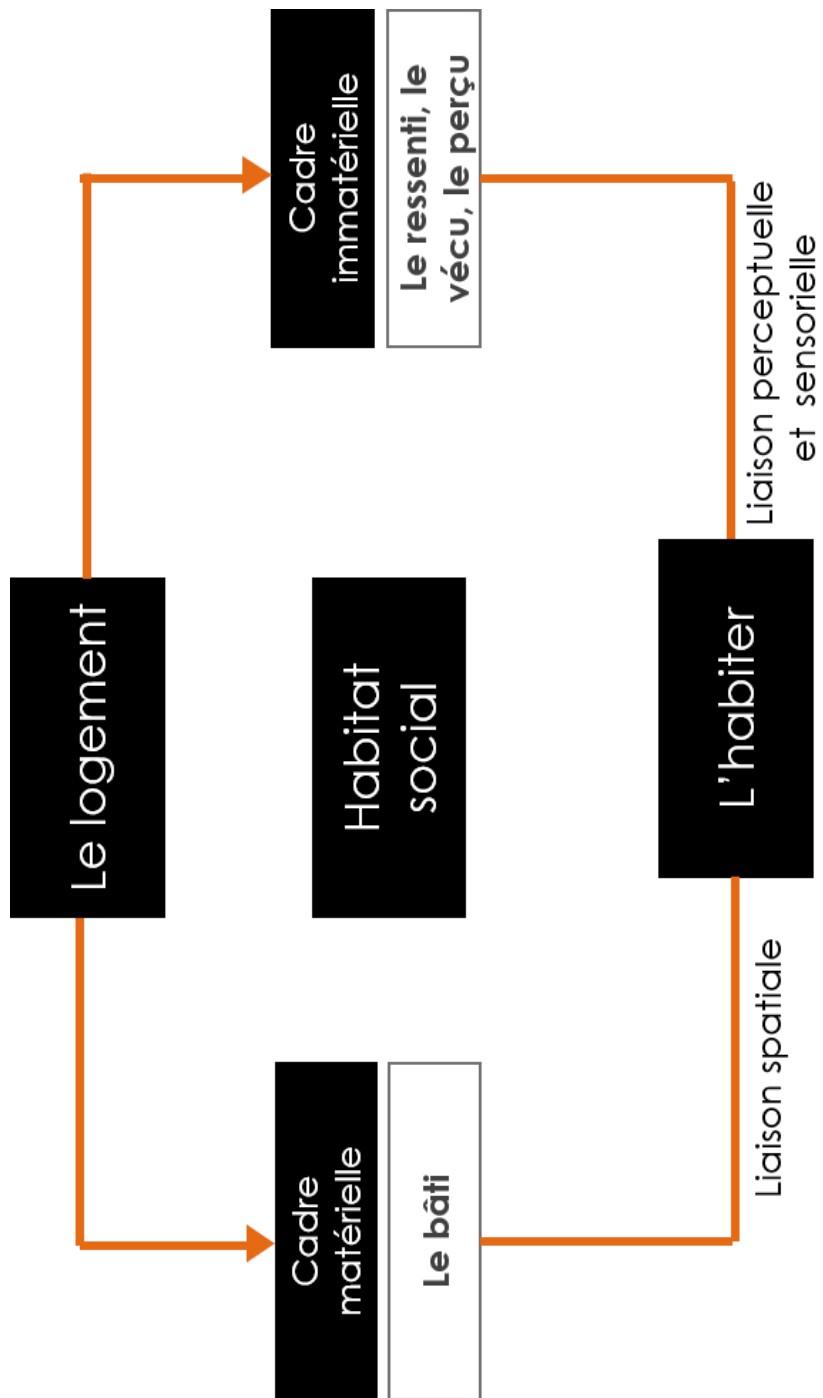 Le logement
Cadre
matérielle
Le bâti
Habitat
social
Cadre
immatérielle
Le ressenti, le
vécu, le perçu
Liaison spatiale
L'habiter
Liaison perceptuelle
et sensorielle